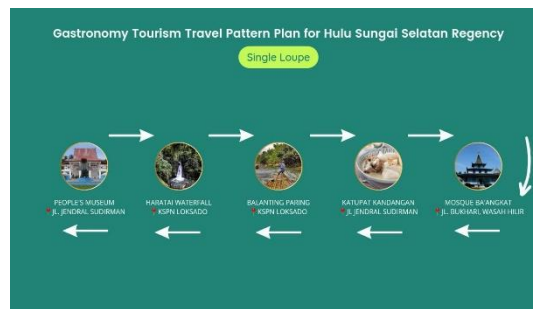 Gastronomy Tourism Travel Pattern Plan for Hulu Sungai Selatan Regency
Single Loupe
PEOPLE'S MUSEUM
JL. JENDRAL SUDIRMAN
HARATAI WATERFALL
KSPN LOKSADO
BALANTING PARING
KSPN LOKSADO
KATUPAT KANDANGAN
JL JENDRAL SUDIRMAN
MOSQUE BA'ANGKAT
JL. BUKHARI, WASAH HILIR